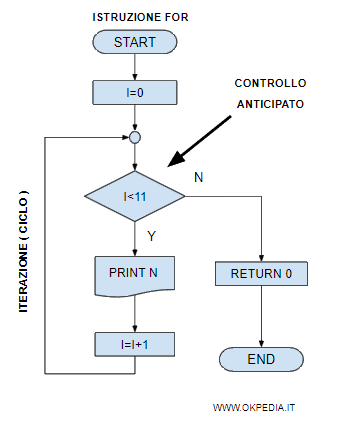 ISTRUZIONE FOR
START
I=0
CONTROLLO
ANTICIPATO
I<11
N
Y
ITERAZIONE ( CICLO )
PRINT N
RETURN 0
I=I+1
END
WWW.OKPEDIA.IT